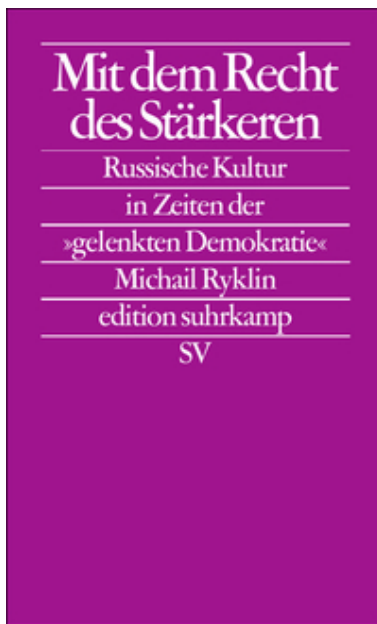 Mit dem Recht
des Stärkeren
Russische Kultur
in Zeiten der
»gelenkten Demokratie«
Michail Ryklin
edition suhrkamp
SV